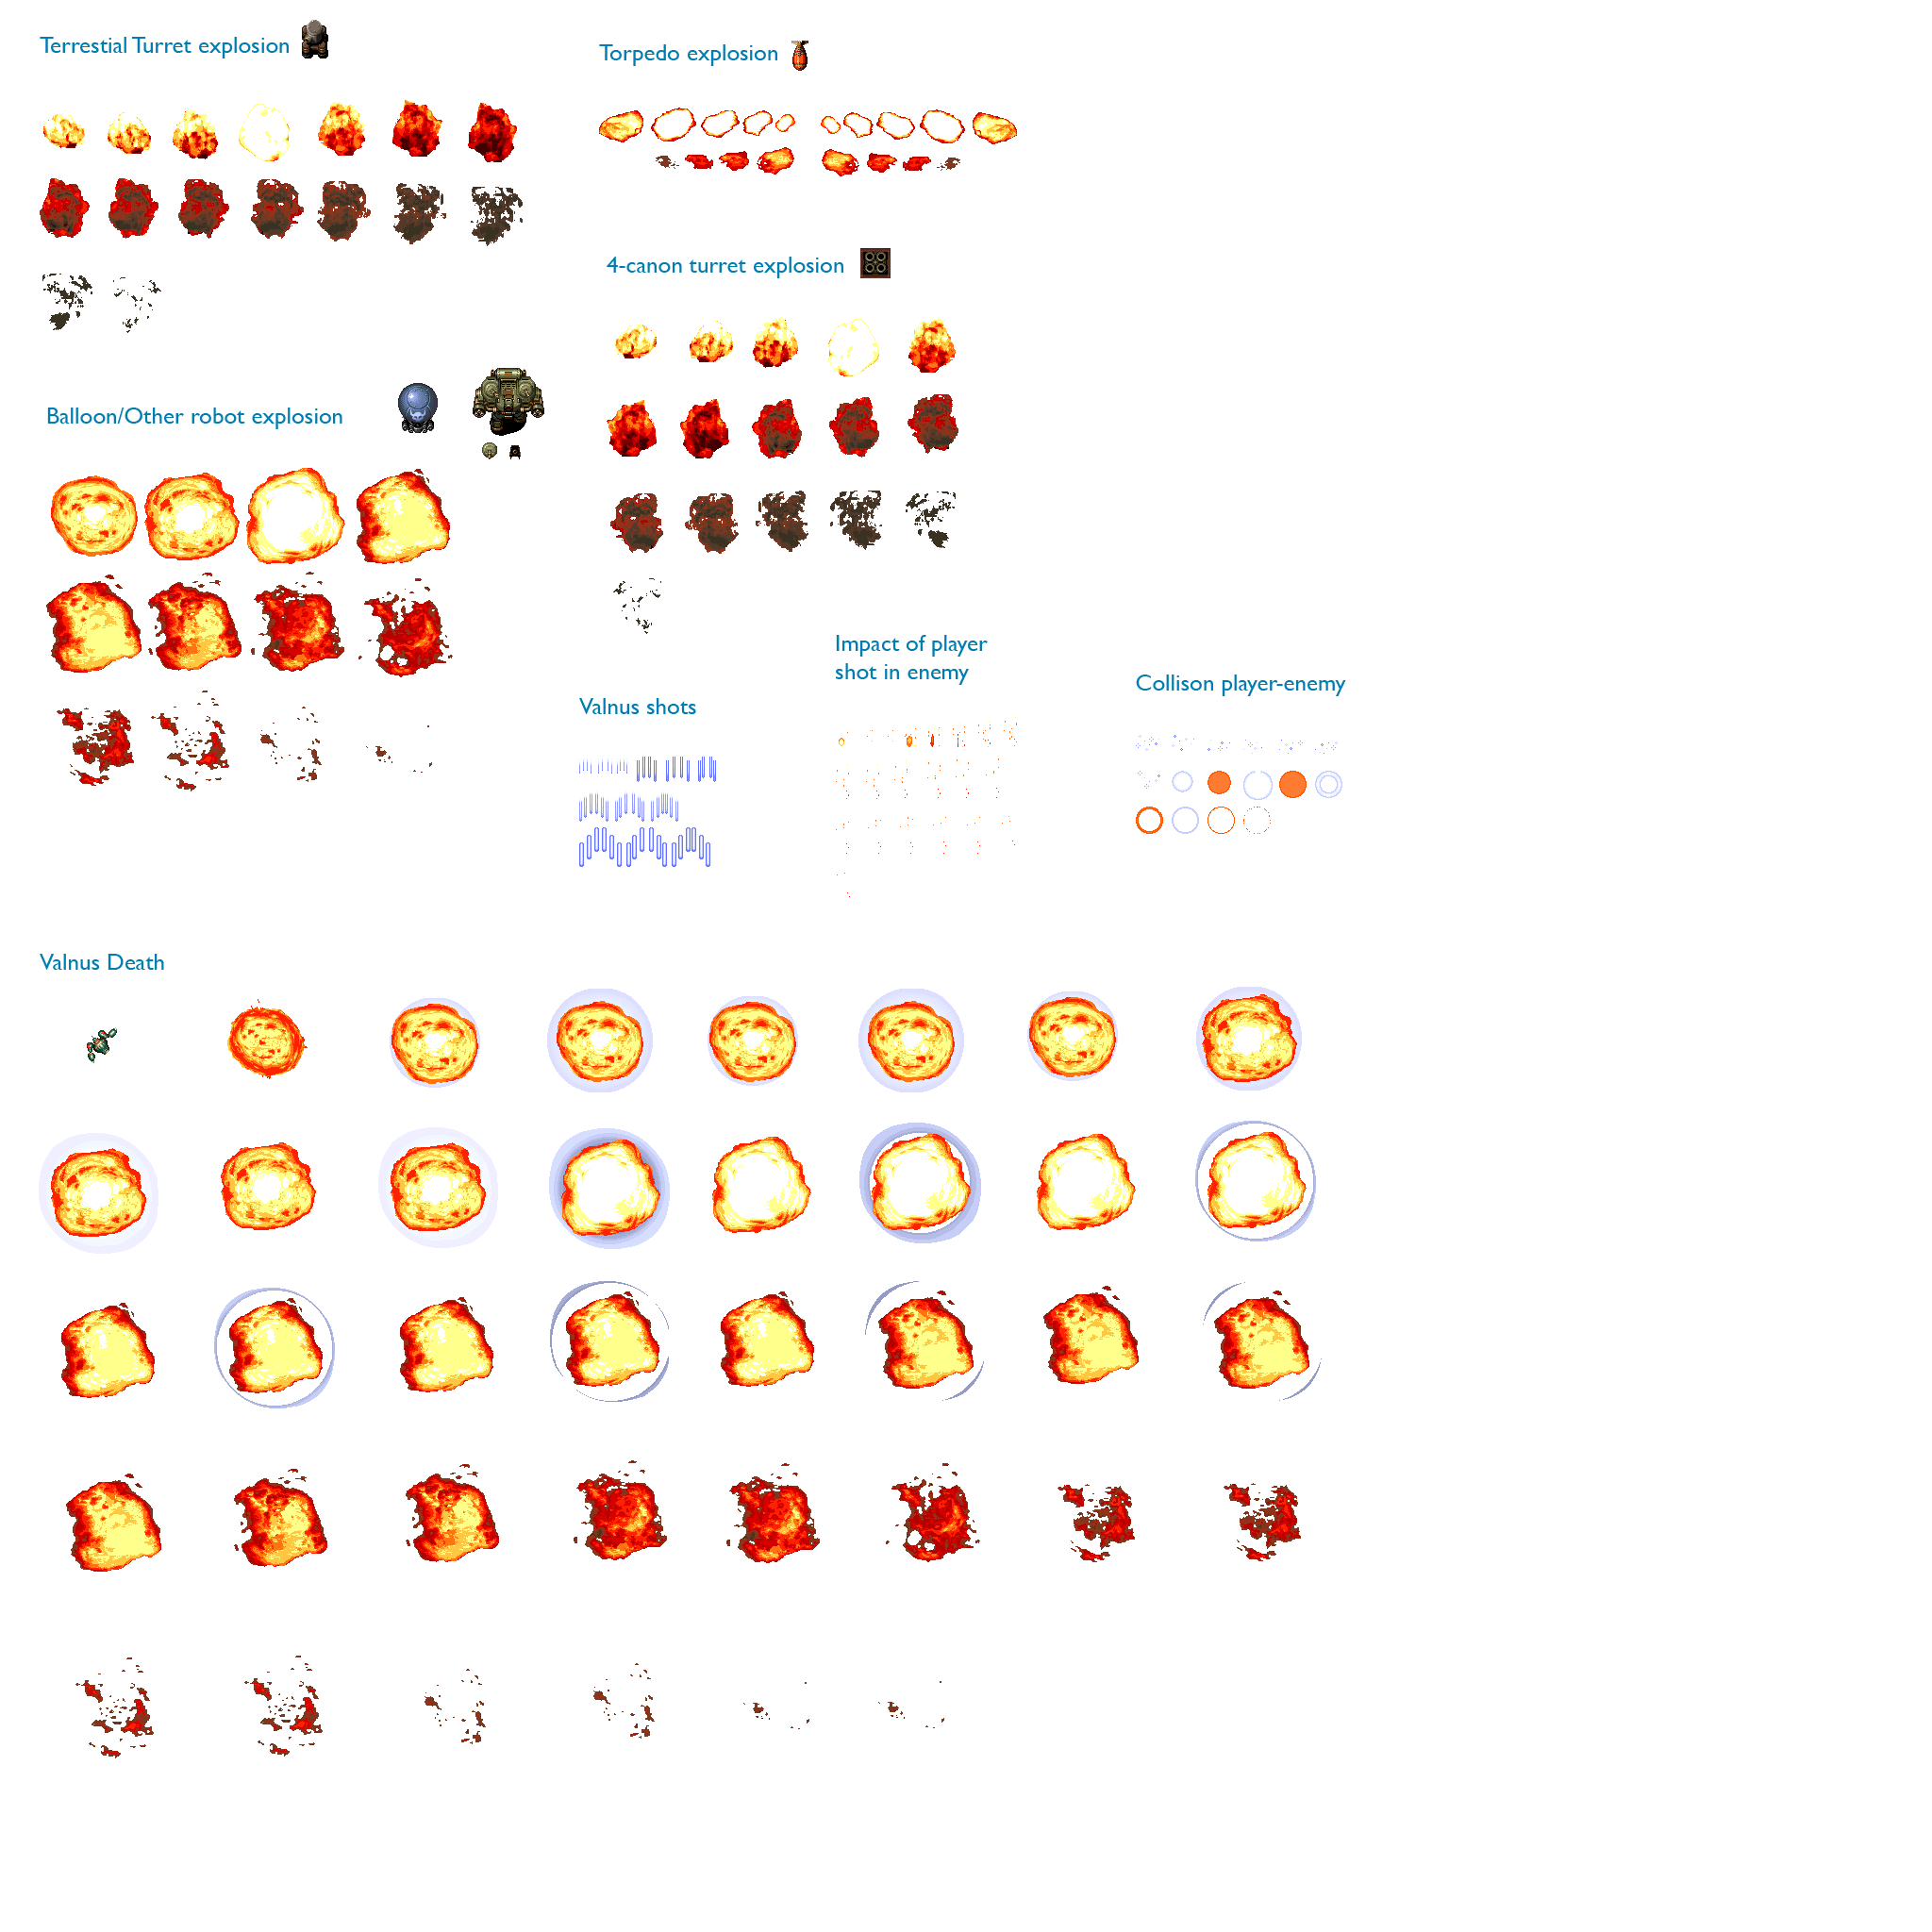 Terrestial Turret explosion
Torpedo explosion
4-canon turret explosion
Balloon/Other robot explosion
Impact of player
shot in enemy
Collison player-enemy
Valnus shots
Valnus Death